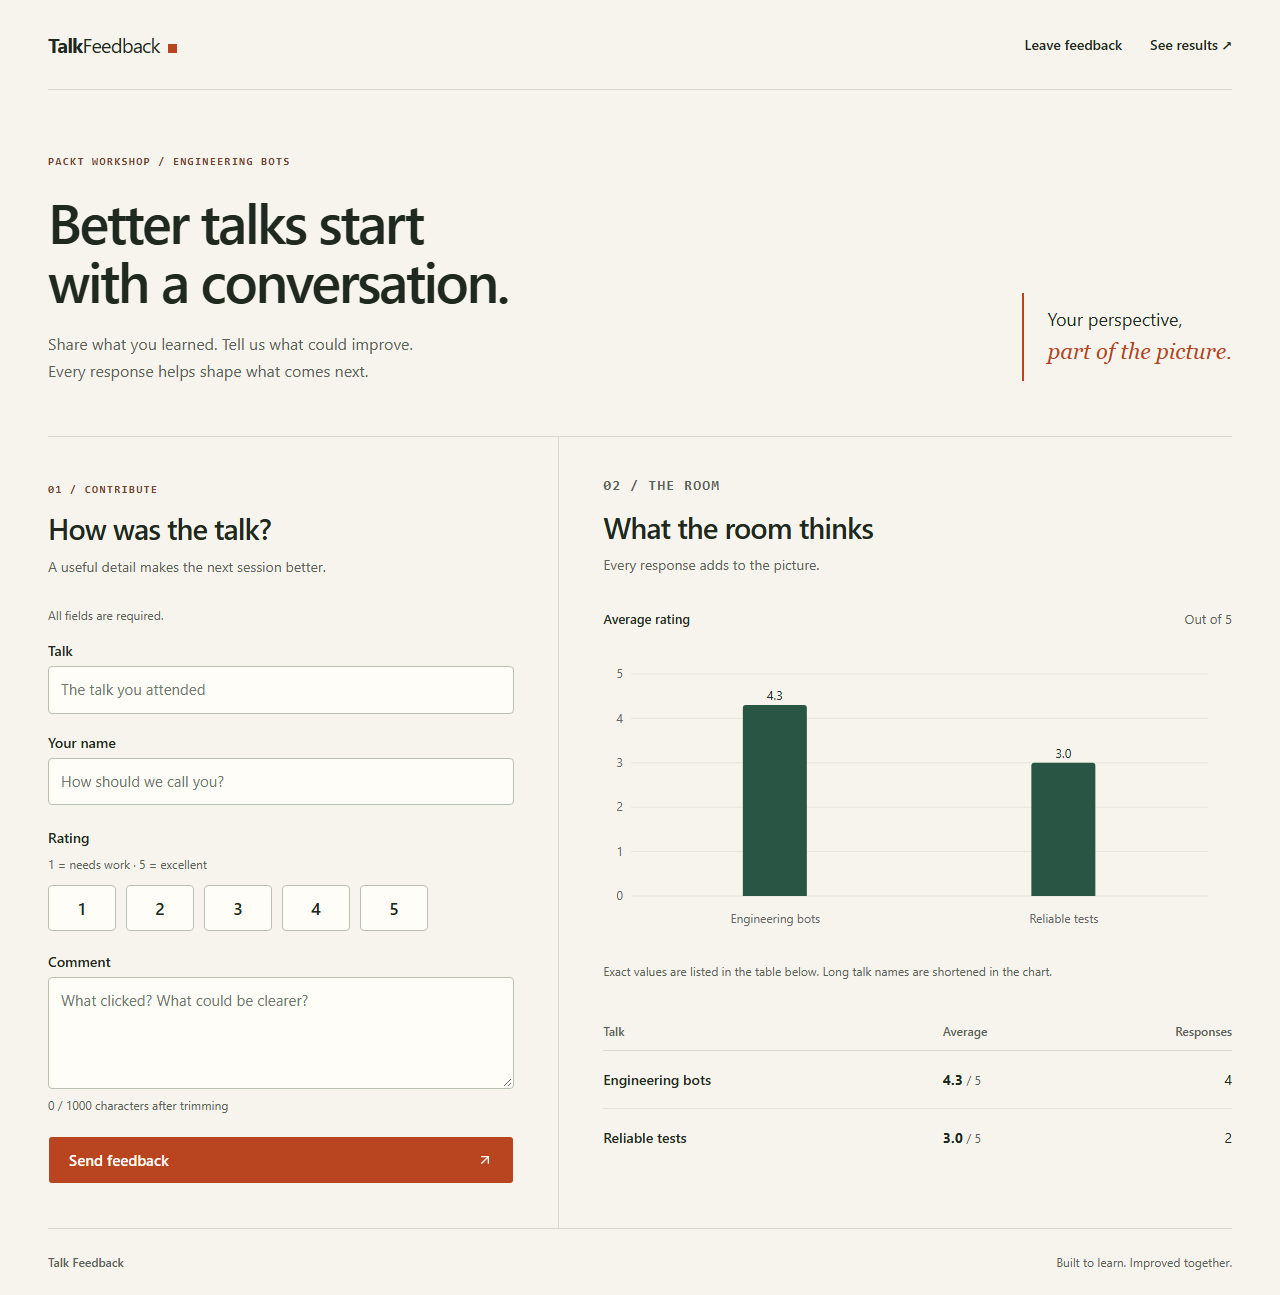 TalkFeedback
Leave feedback
See results ↗
PACKT WORKSHOP / ENGINEERING BOTS
Better talks start
with a conversation.
Share what you learned. Tell us what could improve.
Every response helps shape what comes next.
Your perspective,
part of the picture.
01 / CONTRIBUTE
How was the talk?
A useful detail makes the next session better.
All fields are required.
Talk
The talk you attended
Your name
How should we call you?
Rating
1 = needs work · 5 = excellent
1 2 3 4 5
Comment
What clicked? What could be clearer?
0 / 1000 characters after trimming
Send feedback ↗
02 / THE ROOM
What the room thinks
Every response adds to the picture.
Average rating
Out of 5
5
4
3
2
1
0
4.3
3.0
Engineering bots
Reliable tests
Exact values are listed in the table below. Long talk names are shortened in the chart.
Talk Average Responses
Engineering bots 4.3 / 5 4
Reliable tests 3.0 / 5 2
Talk Feedback
Built to learn. Improved together.